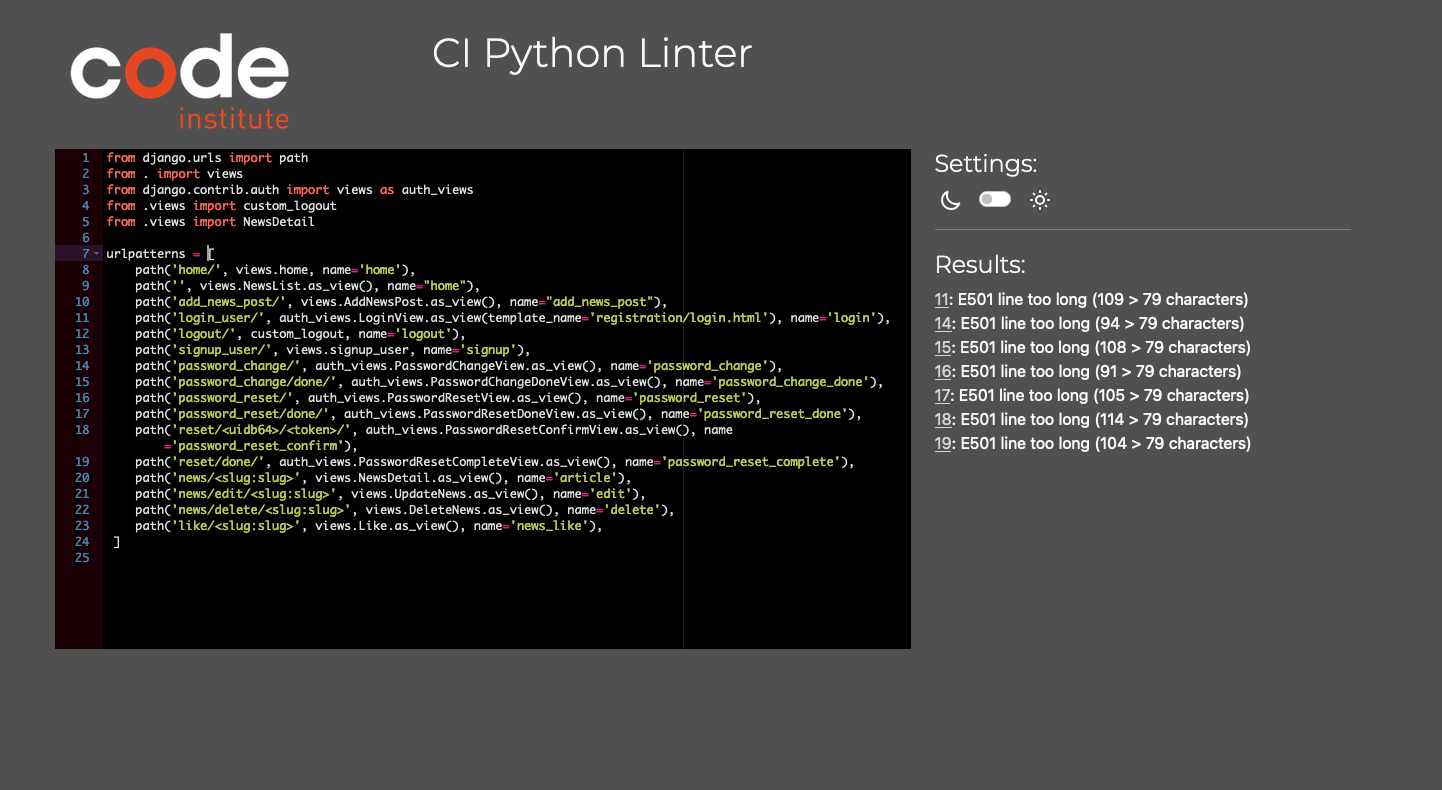 code
institute
CI Python Linter
1 from django.urls import path
2 from . import views
3 from django.contrib.auth import views as auth_views
4 from .views import custom_logout
5 from .views import NewsDetail
6
7 urlpatterns = [
8     path('home/', views.home, name='home'),
9     path('', views.NewsList.as_view(), name="home"),
10     path('add_news_post/', views.AddNewsPost.as_view(), name="add_news_post"),
11     path('login_user/', auth_views.LoginView.as_view(template_name='registration/login.html'), name='login'),
12     path('logout/', custom_logout, name='logout'),
13     path('signup_user/', views.signup_user, name='signup'),
14     path('password_change/', auth_views.PasswordChangeView.as_view(), name='password_change'),
15     path('password_change/done/', auth_views.PasswordChangeDoneView.as_view(), name='password_change_done'),
16     path('password_reset/', auth_views.PasswordResetView.as_view(), name='password_reset'),
17     path('password_reset/done/', auth_views.PasswordResetDoneView.as_view(), name='password_reset_done'),
18     path('reset/<uidb64>/<token>/', auth_views.PasswordResetConfirmView.as_view(), name
='password_reset_confirm'),
19     path('reset/done/', auth_views.PasswordResetCompleteView.as_view(), name='password_reset_complete'),
20     path('news/<slug:slug>', views.NewsDetail.as_view(), name='article'),
21     path('news/edit/<slug:slug>', views.UpdateNews.as_view(), name='edit'),
22     path('news/delete/<slug:slug>', views.DeleteNews.as_view(), name='delete'),
23     path('like/<slug:slug>', views.Like.as_view(), name='news_like'),
24  ]
25
Settings:
Results:
11: E501 line too long (109 > 79 characters)
14: E501 line too long (94 > 79 characters)
15: E501 line too long (108 > 79 characters)
16: E501 line too long (91 > 79 characters)
17: E501 line too long (105 > 79 characters)
18: E501 line too long (114 > 79 characters)
19: E501 line too long (104 > 79 characters)